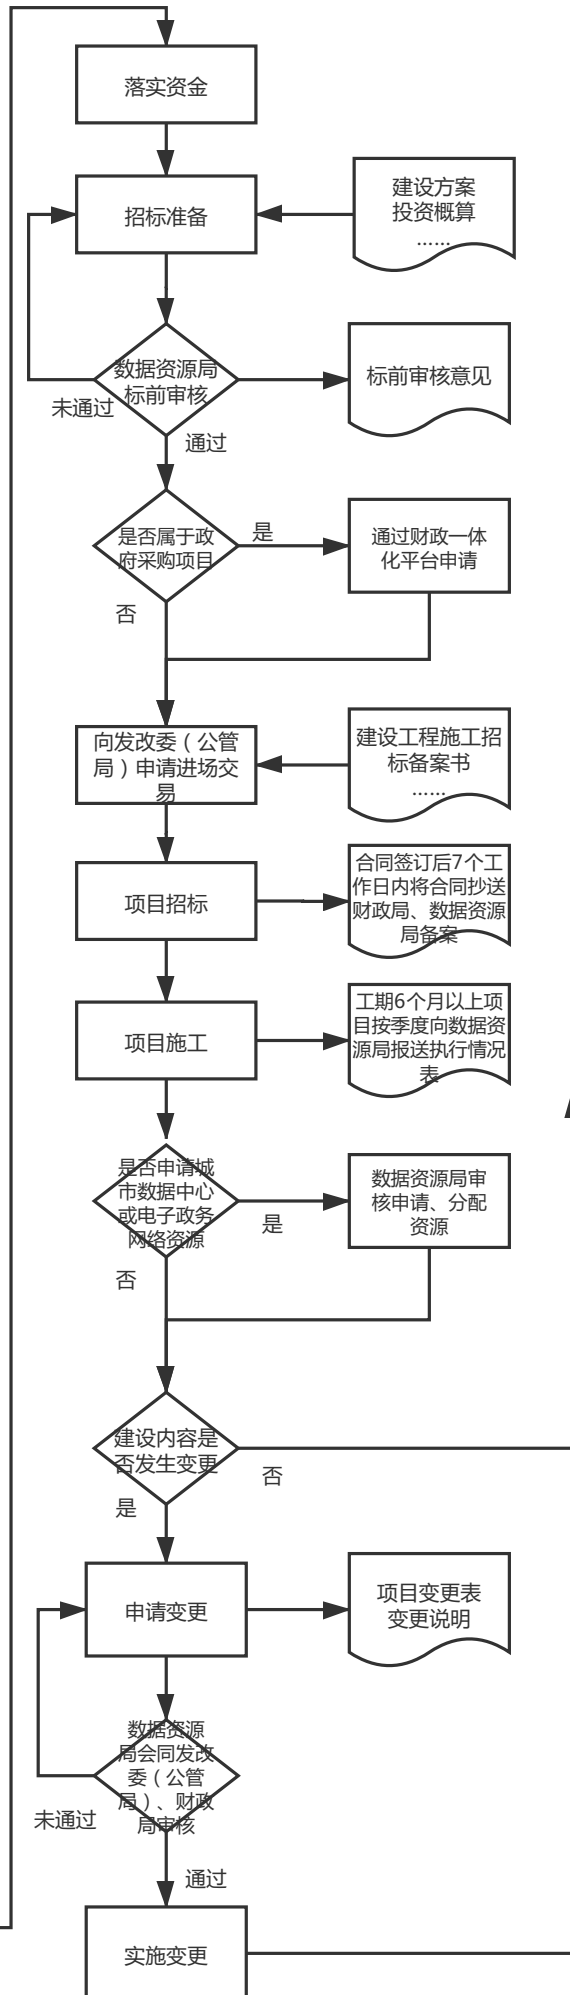 落实资金
招标准备
建设方案
投资概算
……
数据资源局
标前审核
标前审核意见
未通过
通过
是否属于政
府采购项目
是
通过财政一体
化平台申请
否
向发改委（公管
局）申请进场交
易
建设工程施工招
标备案书
……
项目招标
合同签订后7个工
作日内将合同抄送
财政局、数据资源
局备案
项目施工
工期6个月以上项
目按季度向数据资
源局报送执行情况
表
是否申请城
市数据中心
或电子政务
网络资源
是
数据资源局审
核申请、分配
资源
否
建设内容是
否发生变更
否
是
申请变更
项目变更表
变更说明
数据资源
局会同发改
委（公管
局）、财政
局审核
未通过
通过
实施变更